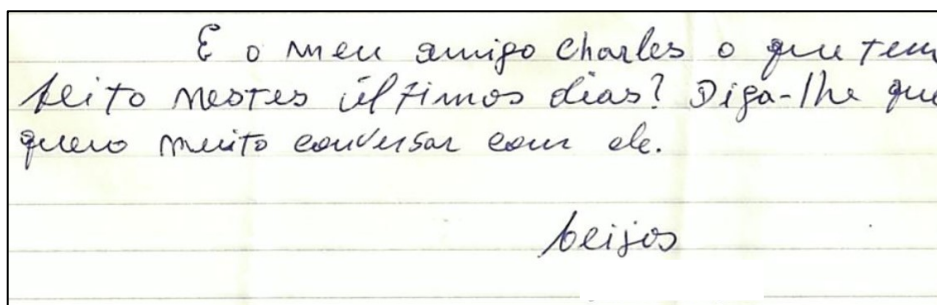 E o meu amigo Charles o que tem
feito nestes últimos dias? Diga-lhe que
quero muito conversar com ele.
beijos